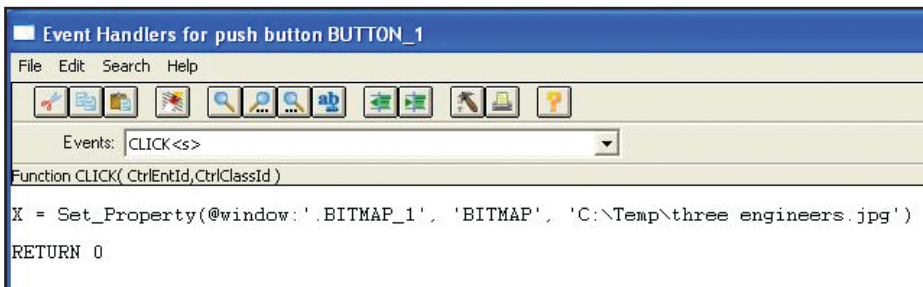 Event Handlers for push button BUTTON_1
File Edit Search Help
ab
?
Events: CLICK<s>
Function CLICK( CtrlEntId,CtrlClassId )
X = Set_Property(@window:'.BITMAP_1', 'BITMAP', 'C:\Temp\three engineers.jpg')
RETURN 0